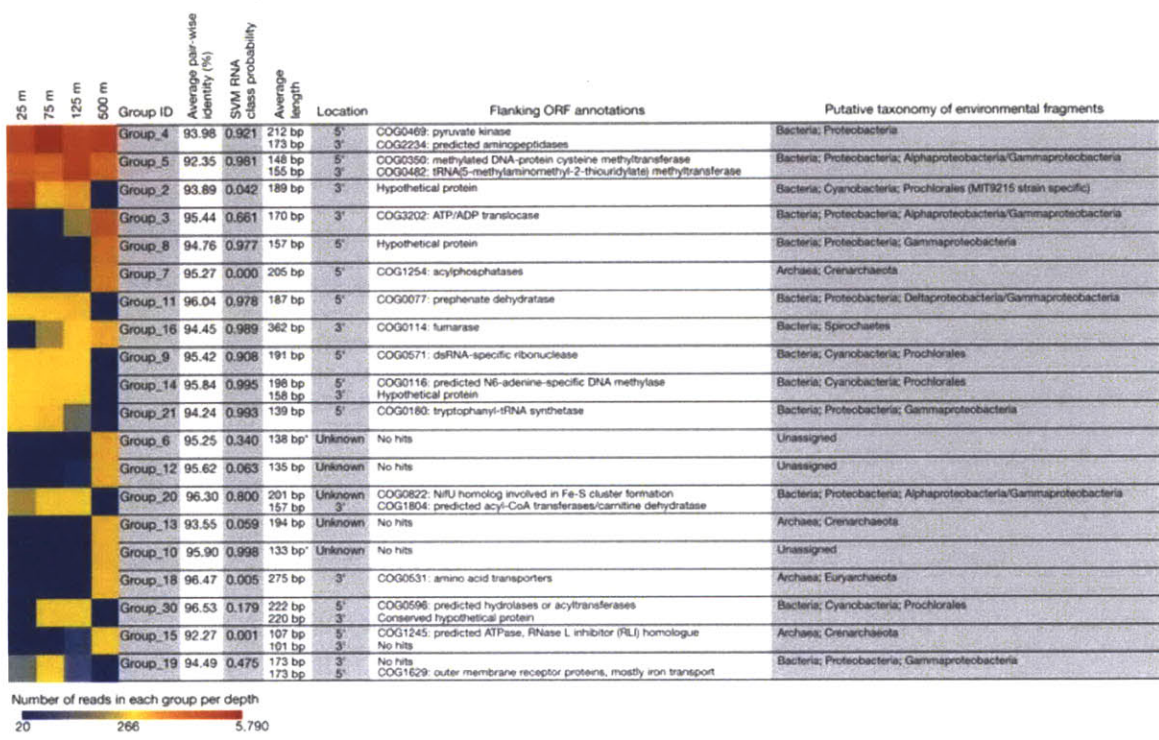 25 m 75 m 125 m 500 m Group ID Average pair-wise identity (%) SVM RNA class probability Average length Location Flanking ORF annotations Putative taxonomy of environmental fragments
Group_4 93.98 0.921 212 bp 5' COG0469: pyruvate kinase Bacteria; Proteobacteria
173 bp 3' COG2234: predicted aminopeptidases
Group_5 92.35 0.981 148 bp 5' COG0350: methylated DNA-protein cysteine methyltransferase Bacteria; Proteobacteria; Alphaproteobacteria/Gammaproteobacteria
155 bp 3' COG0482: tRNA(5-methylaminomethyl-2-thiouridylate) methyltransferase
Group_2 93.89 0.042 189 bp 3' Hypothetical protein Bacteria; Cyanobacteria; Prochlorales (MIT9215 strain specific)
Group_3 95.44 0.661 170 bp 3' COG3202: ATP/ADP translocase Bacteria; Proteobacteria; Alphaproteobacteria/Gammaproteobacteria
Group_8 94.76 0.977 157 bp 5' Hypothetical protein Bacteria; Proteobacteria; Gammaproteobacteria
Group_7 95.27 0.000 205 bp 5' COG1254: acylphosphatases Archaea; Crenarchaeota
Group_11 96.04 0.978 187 bp 5' COG0077: prephenate dehydratase Bacteria; Proteobacteria; Deltaproteobacteria/Gammaproteobacteria
Group_16 94.45 0.989 362 bp 3' COG0114: fumarase Bacteria; Spirochaetes
Group_9 95.42 0.908 191 bp 5' COG0571: dsRNA-specific ribonuclease Bacteria; Cyanobacteria; Prochlorales
Group_14 95.84 0.995 198 bp 5' COG0116: predicted N6-adenine-specific DNA methylase Bacteria; Cyanobacteria; Prochlorales
158 bp 3' Hypothetical protein
Group_21 94.24 0.993 139 bp 5' COG0180: tryptophanyl-tRNA synthetase Bacteria; Proteobacteria; Gammaproteobacteria
Group_6 95.25 0.340 138 bp* Unknown No hits Unassigned
Group_12 95.62 0.063 135 bp Unknown No hits Unassigned
Group_20 96.30 0.800 201 bp Unknown COG0822: NifU homolog involved in Fe-S cluster formation Bacteria; Proteobacteria; Alphaproteobacteria/Gammaproteobacteria
157 bp 3' COG1804: predicted acyl-CoA transferases/carnitine dehydratase
Group_13 93.55 0.059 194 bp Unknown No hits Archaea; Crenarchaeota
Group_10 95.90 0.998 133 bp* Unknown No hits Unassigned
Group_18 96.47 0.005 275 bp 3' COG0531: amino acid transporters Archaea; Euryarchaeota
Group_30 96.53 0.179 222 bp 5' COG0596: predicted hydrolases or acyltransferases Bacteria; Cyanobacteria; Prochlorales
220 bp 3' Conserved hypothetical protein
Group_15 92.27 0.001 107 bp 5' COG1245: predicted ATPase, RNase L inhibitor (RLI) homologue Archaea; Crenarchaeota
101 bp 3' No hits
Group_19 94.49 0.475 173 bp 3' No hits Bacteria; Proteobacteria; Gammaproteobacteria
173 bp 5' COG1629: outer membrane receptor proteins, mostly iron transport
Number of reads in each group per depth
20 266 5,790